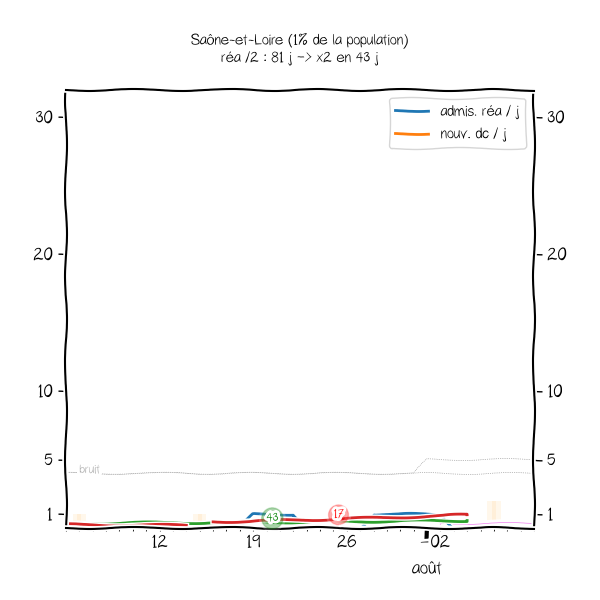 Saône-et-Loire (1% de la population)
réa /2 : 81 j -> x2 en 43 j
admis. réa / j
nouv. dc / j
30
30
20
20
10
10
5
5
bruit
1
43
17
1
12
19
26
02
août